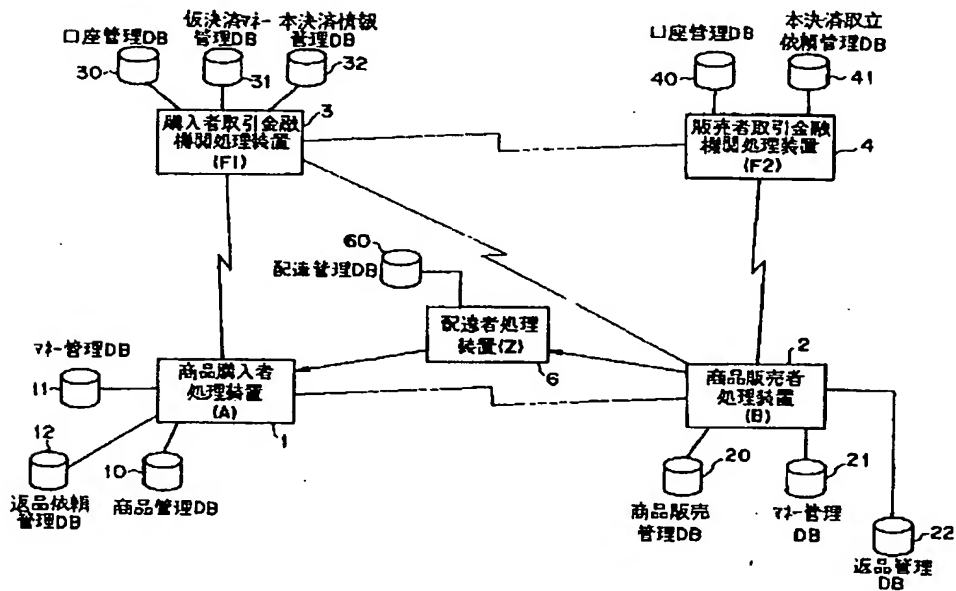 口座管理DB
30
仮決済マネー
管理DB
31
本決済情報
管理DB
32
口座管理DB
40
本決済取立
依頼管理DB
41
3
購入者取引金融
機関処理装置
(F1)
販売者取引金融
機関処理装置
(F2)
4
60
配達管理DB
配達者処理
装置(Z)
6
マネー管理DB
11
商品購入者
処理装置
(A)
1
2
商品販売者
処理装置
(B)
12
返品依頼
管理DB
10
商品管理DB
20
商品販売
管理DB
21
マネー管理
DB
22
返品管理
DB